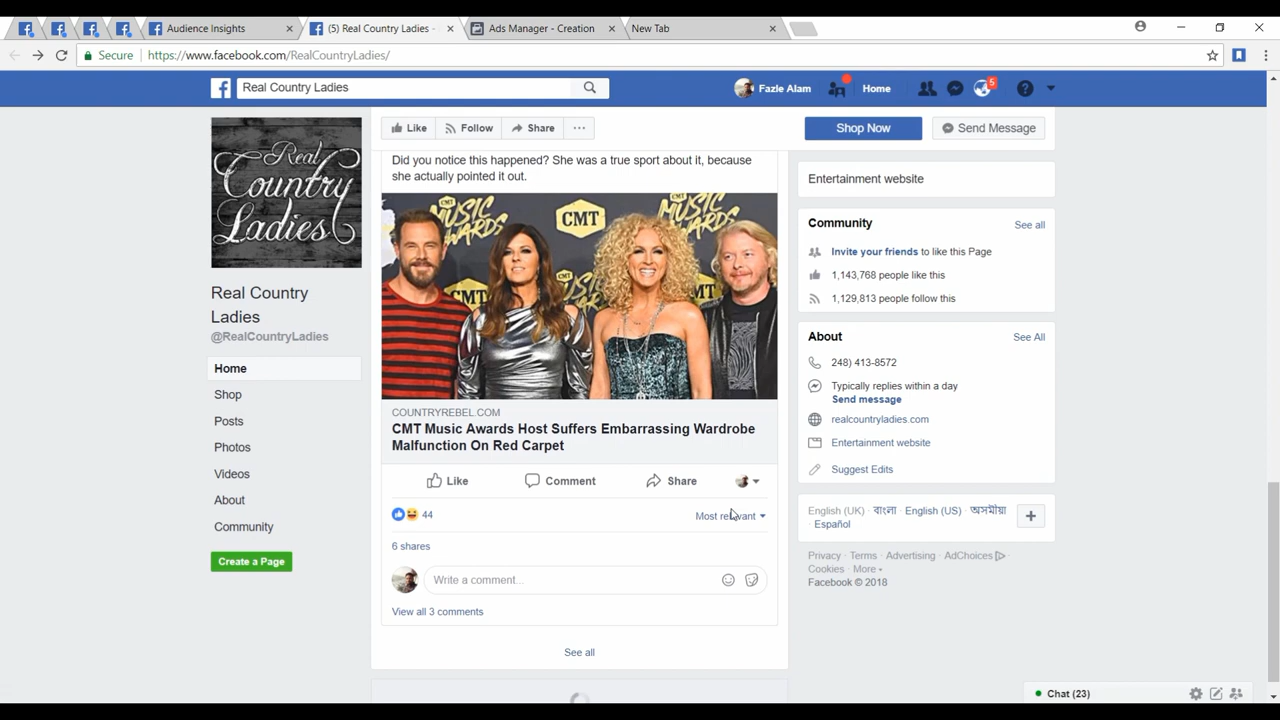 Audience Insights
(5) Real Country Ladies -
Ads Manager - Creation
New Tab
Secure
https://www.facebook.com/RealCountryLadies/
Real Country Ladies
Fazle Alam
Home
5
Real
Country
Ladies
Real Country
Ladies
@RealCountryLadies
Home
Shop
Posts
Photos
Videos
About
Community
Create a Page
Like
Follow
Share
Shop Now
Send Message
Did you notice this happened? She was a true sport about it, because
she actually pointed it out.
CMT
MUSIC
AWARDS
CMT
MUSIC
AWARDS
CMT
COUNTRYREBEL.COM
CMT Music Awards Host Suffers Embarrassing Wardrobe
Malfunction On Red Carpet
Like
Comment
Share
44
Most relevant
6 shares
Write a comment...
View all 3 comments
See all
Entertainment website
Community
See all
Invite your friends to like this Page
1,143,768 people like this
1,129,813 people follow this
About
See All
248) 413-8572
Typically replies within a day
Send message
realcountryladies.com
Entertainment website
Suggest Edits
English (UK) · বাংলা · English (US) · অসমীয়া ·
Español
Privacy · Terms · Advertising · AdChoices ·
Cookies · More
Facebook © 2018
Chat (23)